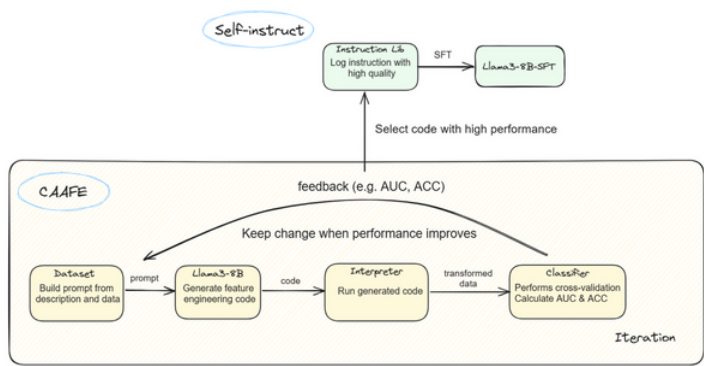 Self-instruct
Instruction Lib
Log instruction with
high quality
SFT
Llama3-8B-SFT
Select code with high performance
CAAFE
feedback (e.g. AUC, ACC)
Keep change when performance improves
Dataset
Build prompt from
description and data
prompt
Llama3-8B
Generate feature
engineering code
code
Interpreter
Run generated code
transformed
data
Classifier
Performs cross-validation
Calculate AUC & ACC
Iteration